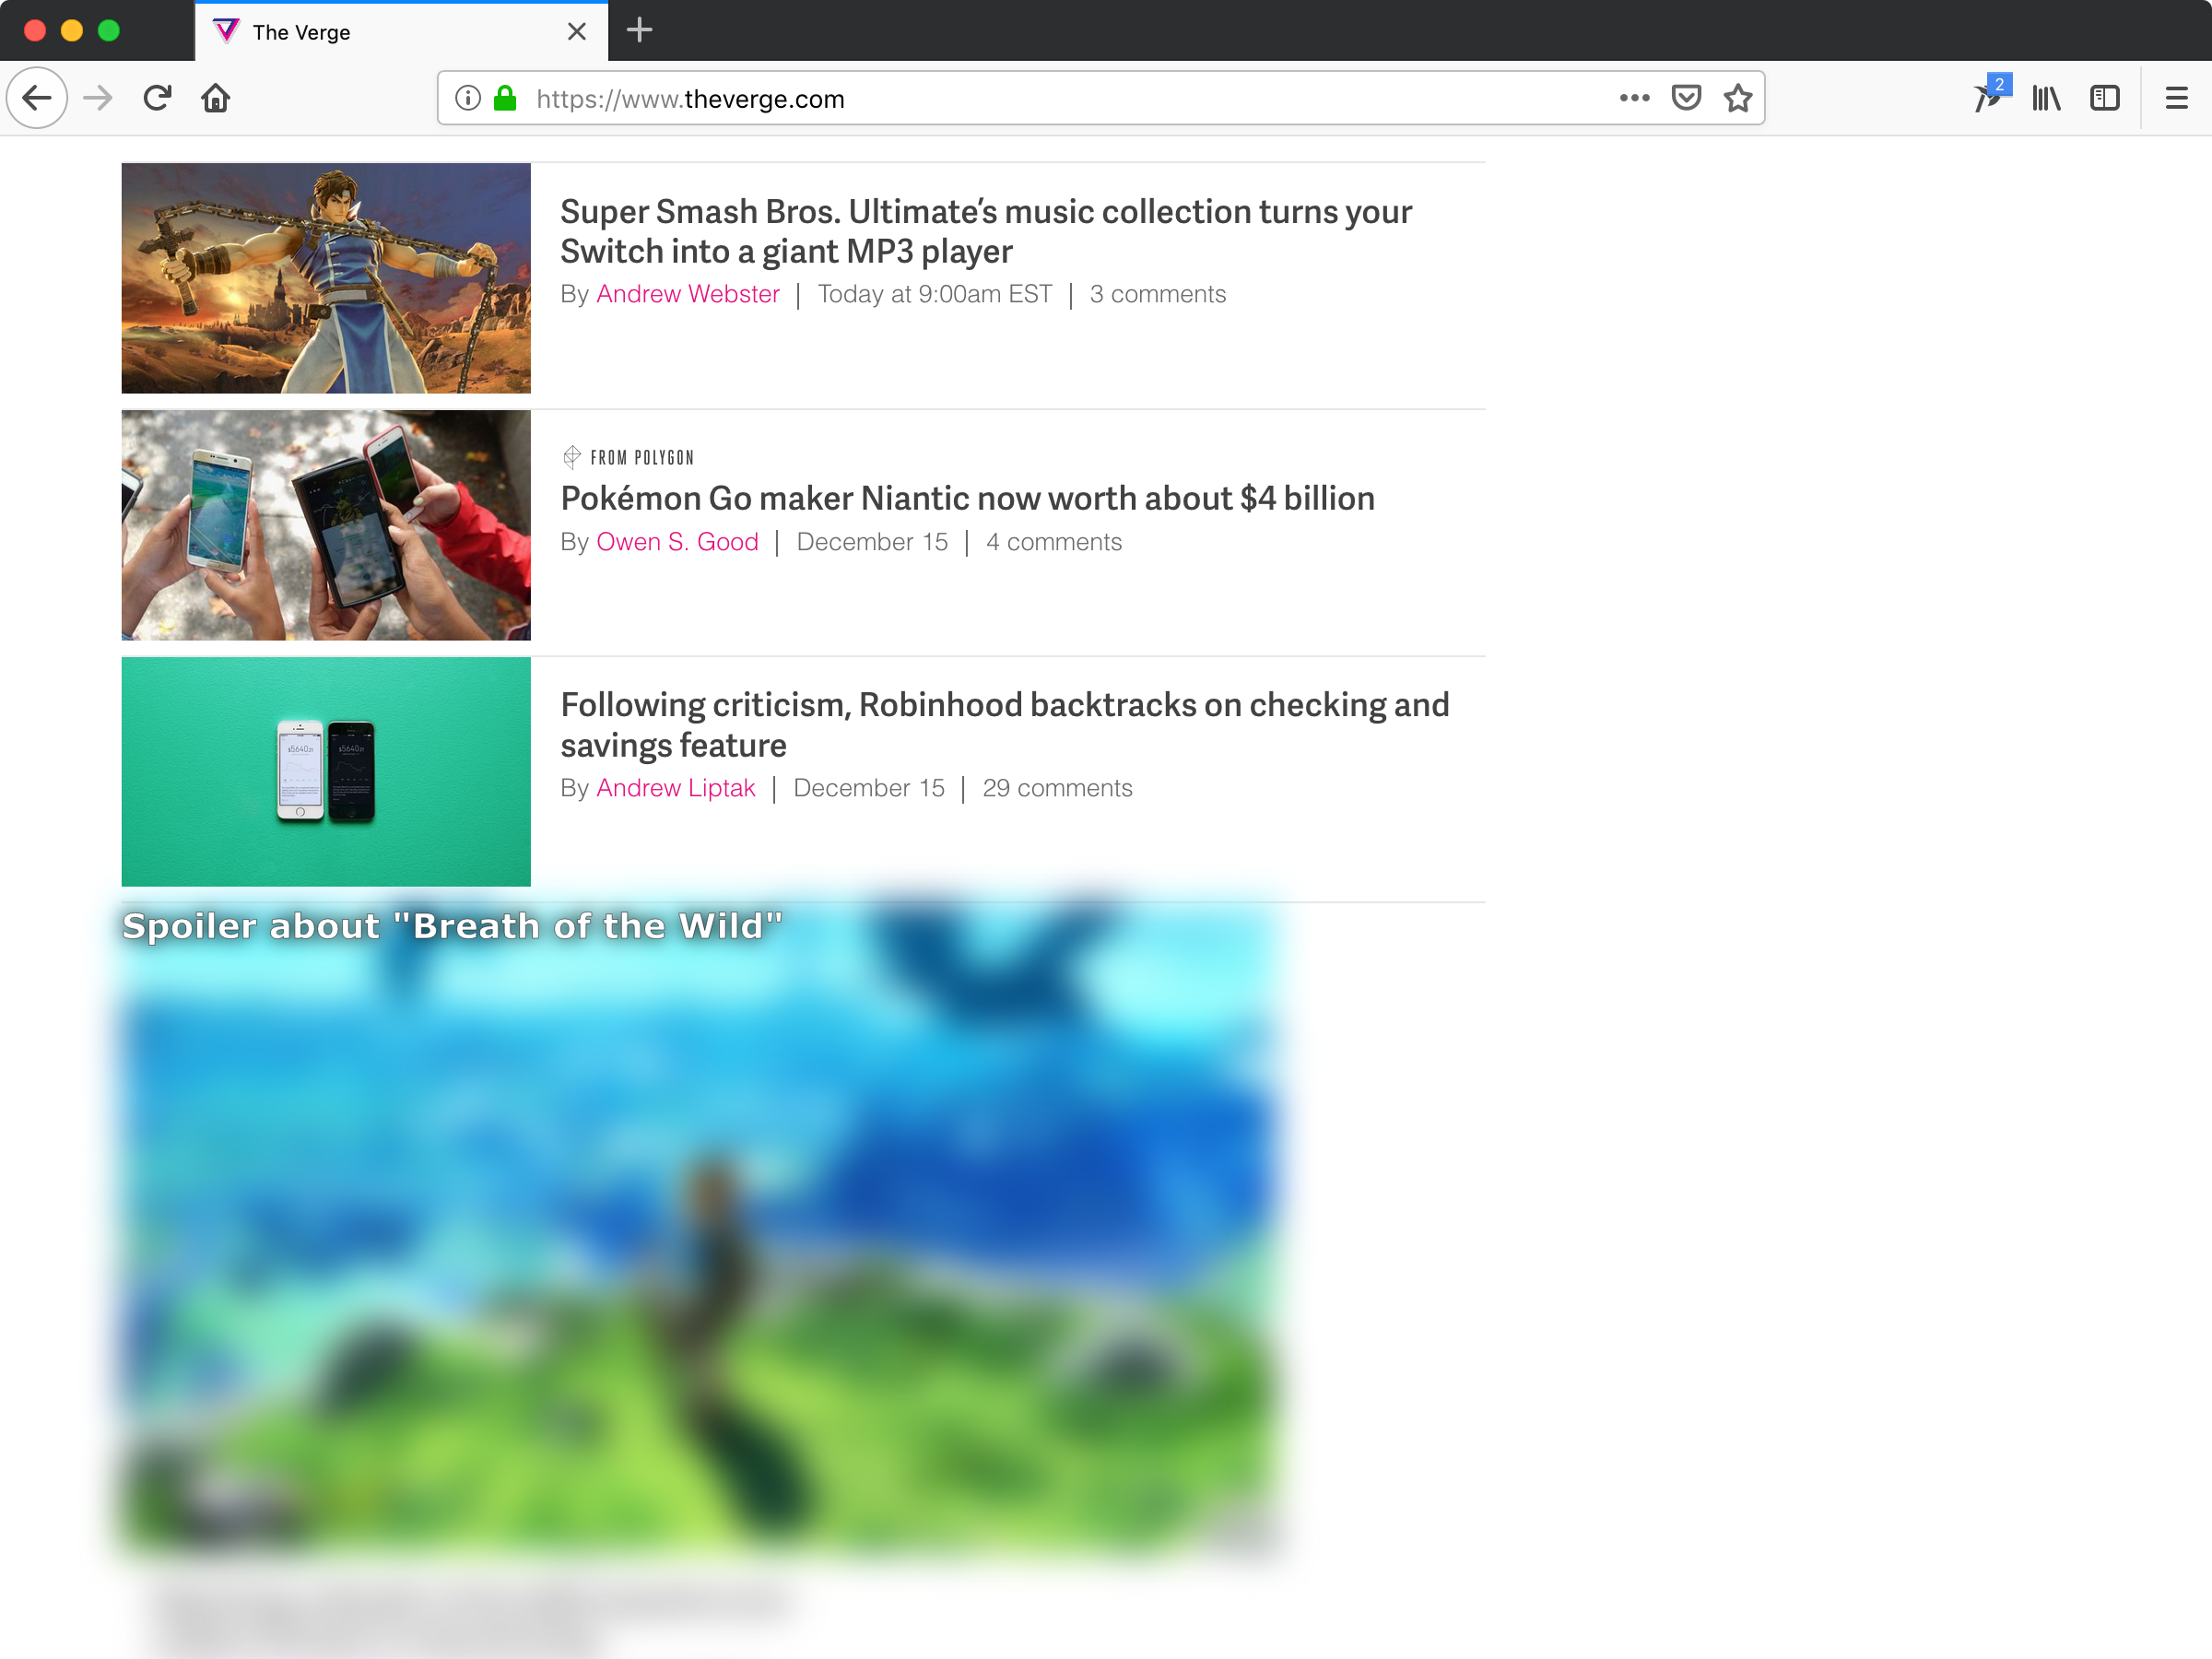 The Verge
https://www.theverge.com
2
Super Smash Bros. Ultimate’s music collection turns your
Switch into a giant MP3 player
By Andrew Webster | Today at 9:00am EST | 3 comments
FROM POLYGON
Pokémon Go maker Niantic now worth about $4 billion
By Owen S. Good | December 15 | 4 comments
Following criticism, Robinhood backtracks on checking and
savings feature
By Andrew Liptak | December 15 | 29 comments
Spoiler about "Breath of the Wild"